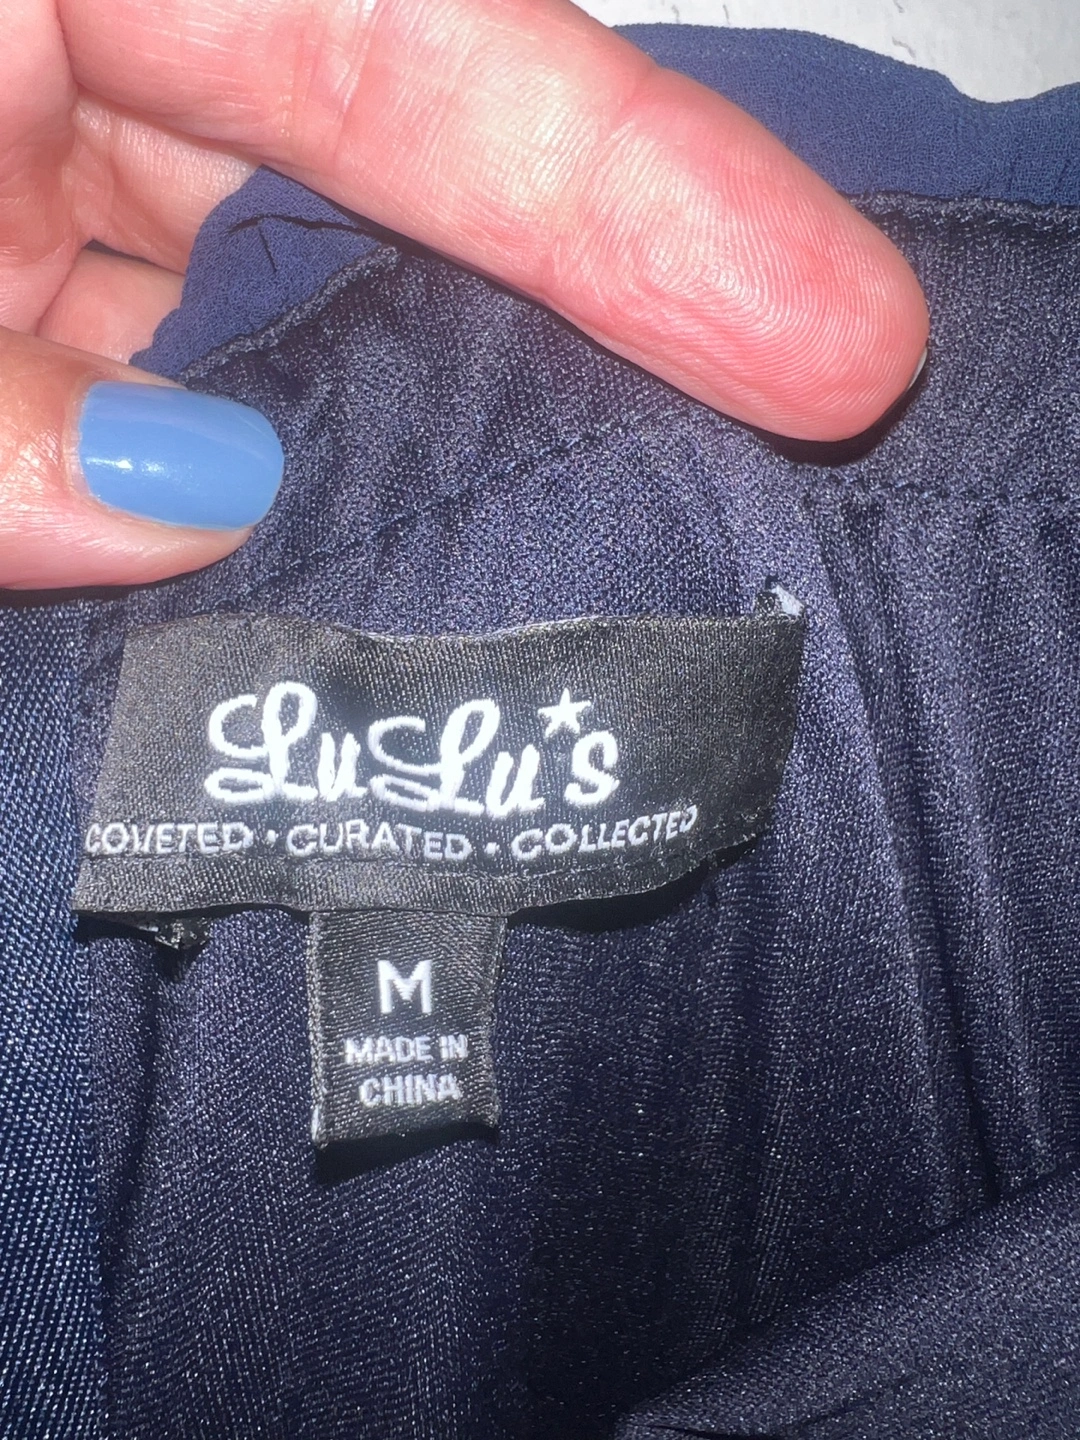 LuLu's
COVETED • CURATED • COLLECTED
M
MADE IN
CHINA